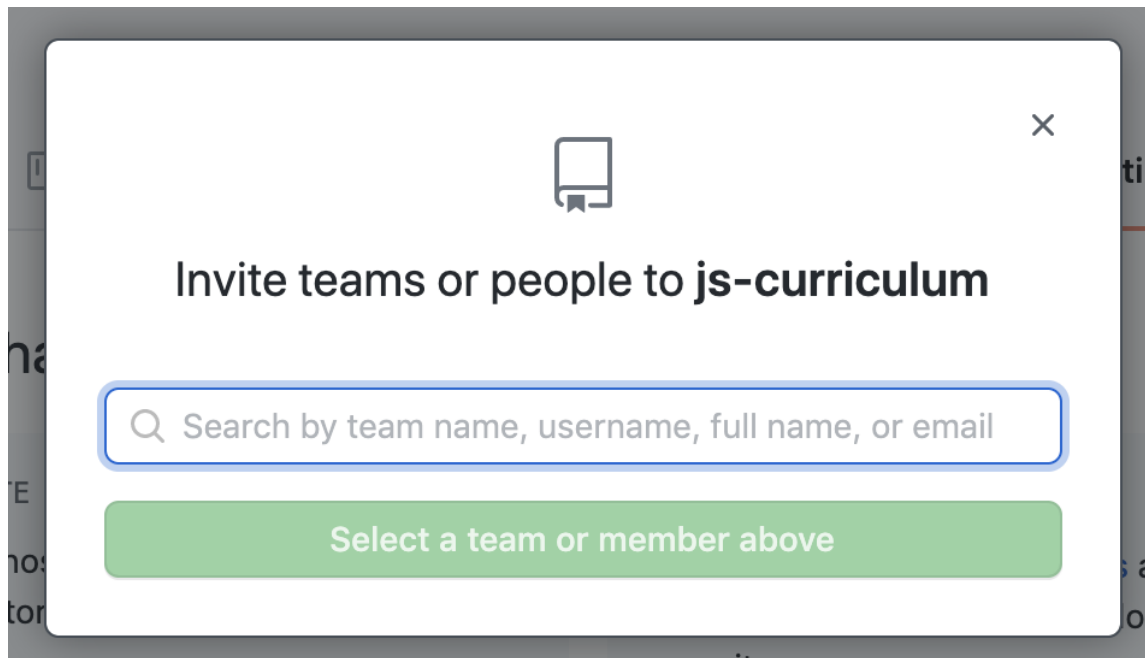 Invite teams or people to js-curriculum
Search by team name, username, full name, or email
Select a team or member above